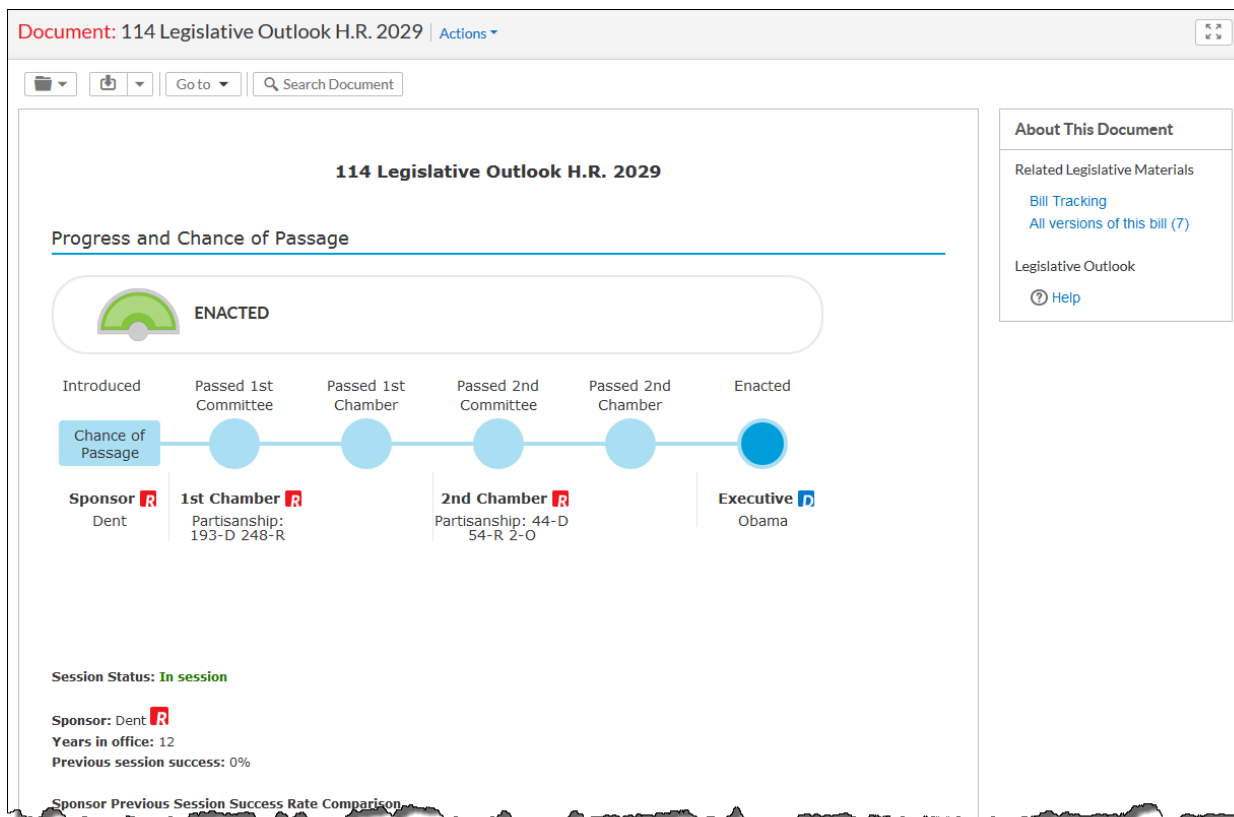 Document: 114 Legislative Outlook H.R. 2029 Actions
Go to Search Document
114 Legislative Outlook H.R. 2029
Progress and Chance of Passage
ENACTED
Introduced Passed 1st Committee Passed 1st Chamber Passed 2nd Committee Passed 2nd Chamber Enacted
Chance of
Passage
Sponsor R 1st Chamber R 2nd Chamber R Executive D
Dent Partisanship: Partisanship: 44-D Obama
193-D 248-R 54-R 2-O
Session Status: In session
Sponsor: Dent R
Years in office: 12
Previous session success: 0%
Sponsor Previous Session Success Rate Comparison
About This Document
Related Legislative Materials
Bill Tracking
All versions of this bill (7)
Legislative Outlook
? Help